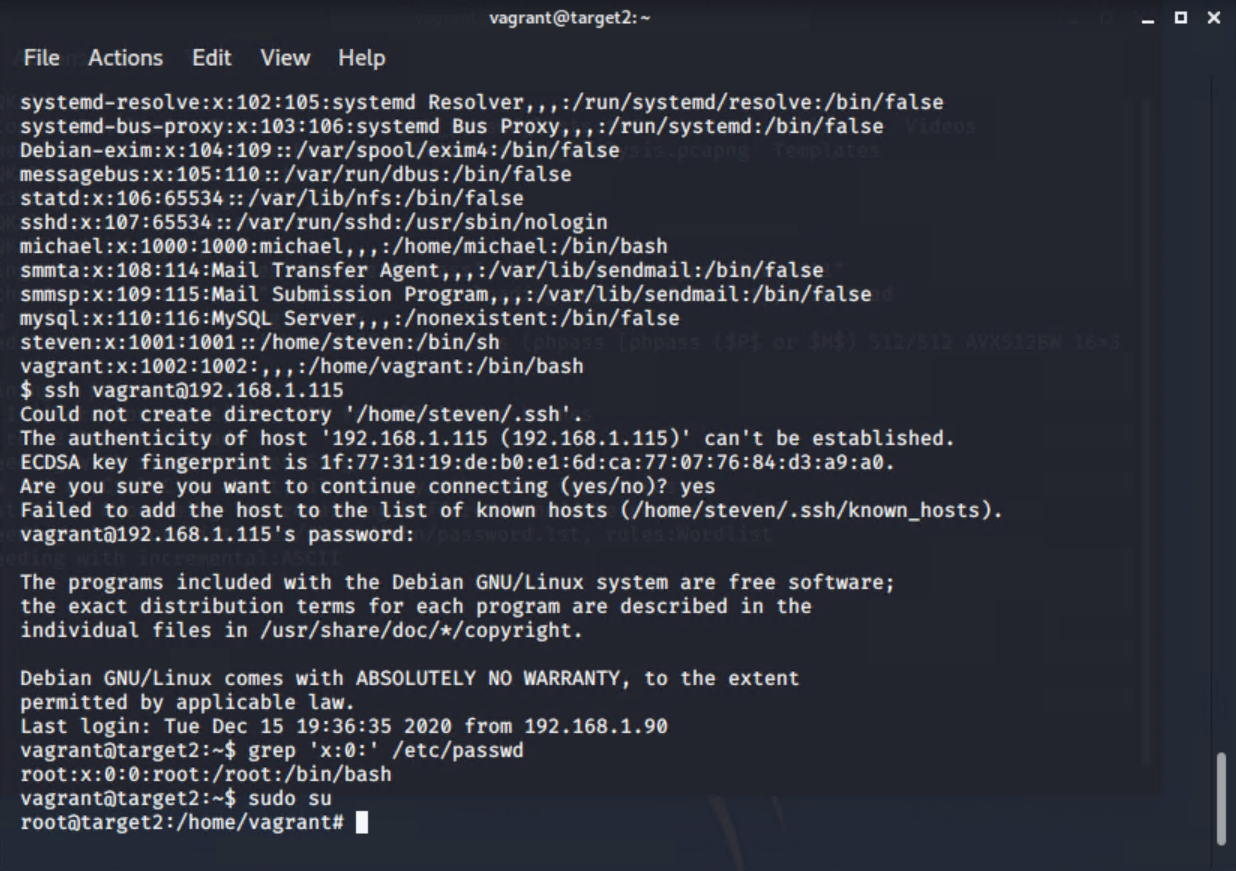 vagrant@target2:~
File Actions Edit View Help
systemd-resolve:x:102:105:systemd Resolver,,,:/run/systemd/resolve:/bin/false
systemd-bus-proxy:x:103:106:systemd Bus Proxy,,,:/run/systemd:/bin/false
Debian-exim:x:104:109::/var/spool/exim4:/bin/false
messagebus:x:105:110::/var/run/dbus:/bin/false
statd:x:106:65534::/var/lib/nfs:/bin/false
sshd:x:107:65534::/var/run/sshd:/usr/sbin/nologin
michael:x:1000:1000:michael,,,:/home/michael:/bin/bash
smmta:x:108:114:Mail Transfer Agent,,,:/var/lib/sendmail:/bin/false
smmsp:x:109:115:Mail Submission Program,,,:/var/lib/sendmail:/bin/false
mysql:x:110:116:MySQL Server,,,:/nonexistent:/bin/false
steven:x:1001:1001::/home/steven:/bin/sh
vagrant:x:1002:1002:,,,:/home/vagrant:/bin/bash
$ ssh vagrant@192.168.1.115
Could not create directory '/home/steven/.ssh'.
The authenticity of host '192.168.1.115 (192.168.1.115)' can't be established.
ECDSA key fingerprint is 1f:77:31:19:de:b0:e1:6d:ca:77:07:76:84:d3:a9:a0.
Are you sure you want to continue connecting (yes/no)? yes
Failed to add the host to the list of known hosts (/home/steven/.ssh/known_hosts).
vagrant@192.168.1.115's password:
The programs included with the Debian GNU/Linux system are free software;
the exact distribution terms for each program are described in the
individual files in /usr/share/doc/*/copyright.
Debian GNU/Linux comes with ABSOLUTELY NO WARRANTY, to the extent
permitted by applicable law.
Last login: Tue Dec 15 19:36:35 2020 from 192.168.1.90
vagrant@target2:~$ grep 'x:0:' /etc/passwd
root:x:0:0:root:/root:/bin/bash
vagrant@target2:~$ sudo su
root@target2:/home/vagrant#